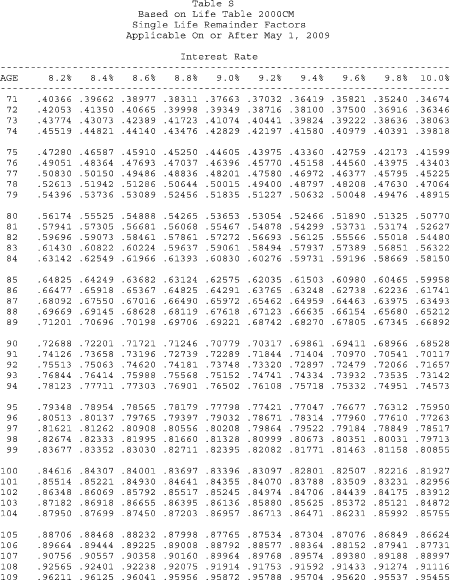 Table S
Based on Life Table 2000CM
Single Life Remainder Factors
Applicable On or After May 1, 2009
Interest Rate
AGE 8.2% 8.4% 8.6% 8.8% 9.0% 9.2% 9.4% 9.6% 9.8% 10.0%
71 .40366 .39662 .38977 .38311 .37663 .37032 .36419 .35821 .35240 .34674
72 .42053 .41350 .40665 .39998 .39349 .38716 .38100 .37500 .36916 .36346
73 .43774 .43073 .42389 .41723 .41074 .40441 .39824 .39222 .38636 .38063
74 .45519 .44821 .44140 .43476 .42829 .42197 .41580 .40979 .40391 .39818
75 .47280 .46587 .45910 .45250 .44605 .43975 .43360 .42759 .42173 .41599
76 .49051 .48364 .47693 .47037 .46396 .45770 .45158 .44560 .43975 .43403
77 .50830 .50150 .49486 .48836 .48201 .47580 .46972 .46377 .45795 .45225
78 .52613 .51942 .51286 .50644 .50015 .49400 .48797 .48208 .47630 .47064
79 .54396 .53736 .53089 .52456 .51835 .51227 .50632 .50048 .49476 .48915
80 .56174 .55525 .54888 .54265 .53653 .53054 .52466 .51890 .51325 .50770
81 .57941 .57305 .56681 .56068 .55467 .54878 .54299 .53731 .53174 .52627
82 .59696 .59073 .58461 .57861 .57272 .56693 .56125 .55566 .55018 .54480
83 .61430 .60822 .60224 .59637 .59061 .58494 .57937 .57389 .56851 .56322
84 .63142 .62549 .61966 .61393 .60830 .60276 .59731 .59196 .58669 .58150
85 .64825 .64249 .63682 .63124 .62575 .62035 .61503 .60980 .60465 .59958
86 .66477 .65918 .65367 .64825 .64291 .63765 .63248 .62738 .62236 .61741
87 .68092 .67550 .67016 .66490 .65972 .65462 .64959 .64463 .63975 .63493
88 .69669 .69145 .68628 .68119 .67618 .67123 .66635 .66154 .65680 .65212
89 .71201 .70696 .70198 .69706 .69221 .68742 .68270 .67805 .67345 .66892
90 .72688 .72201 .71721 .71246 .70779 .70317 .69861 .69411 .68966 .68528
91 .74126 .73658 .73196 .72739 .72289 .71844 .71404 .70970 .70541 .70117
92 .75513 .75063 .74620 .74181 .73748 .73320 .72897 .72479 .72066 .71657
93 .76844 .76414 .75988 .75568 .75152 .74741 .74334 .73932 .73535 .73142
94 .78123 .77711 .77303 .76901 .76502 .76108 .75718 .75332 .74951 .74573
95 .79348 .78954 .78565 .78179 .77798 .77421 .77047 .76677 .76312 .75950
96 .80513 .80137 .79765 .79397 .79032 .78671 .78314 .77960 .77610 .77263
97 .81621 .81262 .80908 .80556 .80208 .79864 .79522 .79184 .78849 .78517
98 .82674 .82333 .81995 .81660 .81328 .80999 .80673 .80351 .80031 .79713
99 .83677 .83352 .83030 .82711 .82395 .82082 .81771 .81463 .81158 .80855
100 .84616 .84307 .84001 .83697 .83396 .83097 .82801 .82507 .82216 .81927
101 .85514 .85221 .84930 .84641 .84355 .84070 .83788 .83509 .83231 .82956
102 .86348 .86069 .85792 .85517 .85245 .84974 .84706 .84439 .84175 .83912
103 .87182 .86918 .86655 .86395 .86136 .85880 .85625 .85372 .85121 .84872
104 .87950 .87699 .87450 .87203 .86957 .86713 .86471 .86231 .85992 .85755
105 .88706 .88468 .88232 .87998 .87765 .87534 .87304 .87076 .86849 .86624
106 .89664 .89444 .89225 .89008 .88792 .88577 .88364 .88152 .87941 .87731
107 .90756 .90557 .90358 .90160 .89964 .89768 .89574 .89380 .89188 .88997
108 .92565 .92401 .92238 .92075 .91914 .91753 .91592 .91433 .91274 .91116
109 .96211 .96125 .96041 .95956 .95872 .95788 .95704 .95620 .95537 .95455